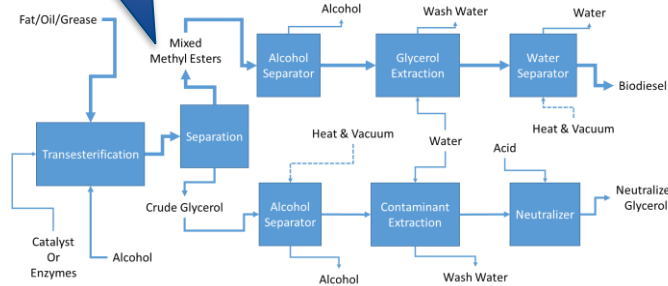 Fat/Oil/Grease
Mixed
Methyl Esters
Alcohol
Wash Water
Water
Alcohol
Separator
Glycerol
Extraction
Water
Separator
Biodiesel
Transesterification
Separation
Heat & Vacuum
Water
Heat & Vacuum
Acid
Crude Glycerol
Alcohol
Separator
Contaminant
Extraction
Neutralizer
Neutralize
Glycerol
Catalyst
Or
Enzymes
Alcohol
Alcohol
Wash Water